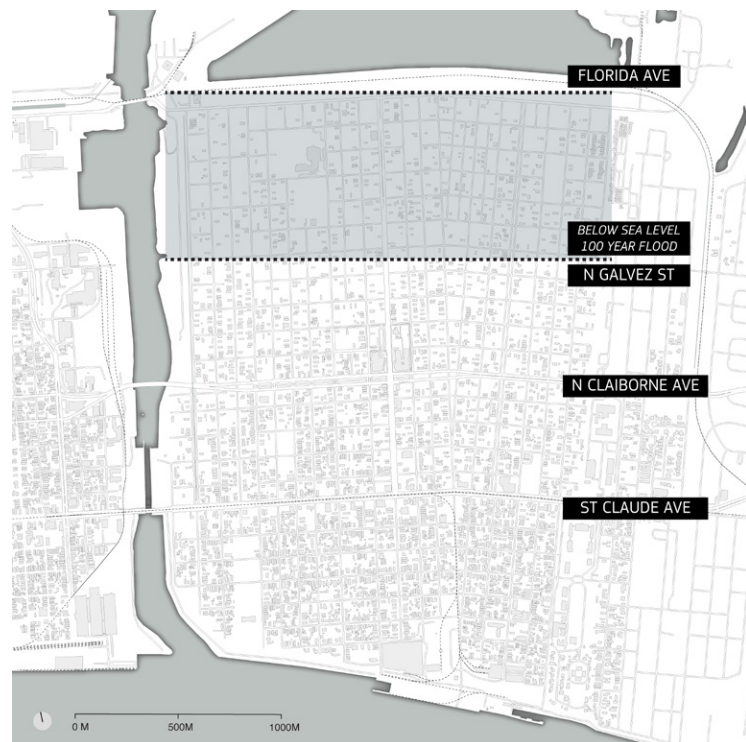 FLORIDA AVE
BELOW SEA LEVEL
100 YEAR FLOOD
N GALVEZ ST
N CLAIBORNE AVE
ST CLAUDE AVE
0 M
500M
1000M